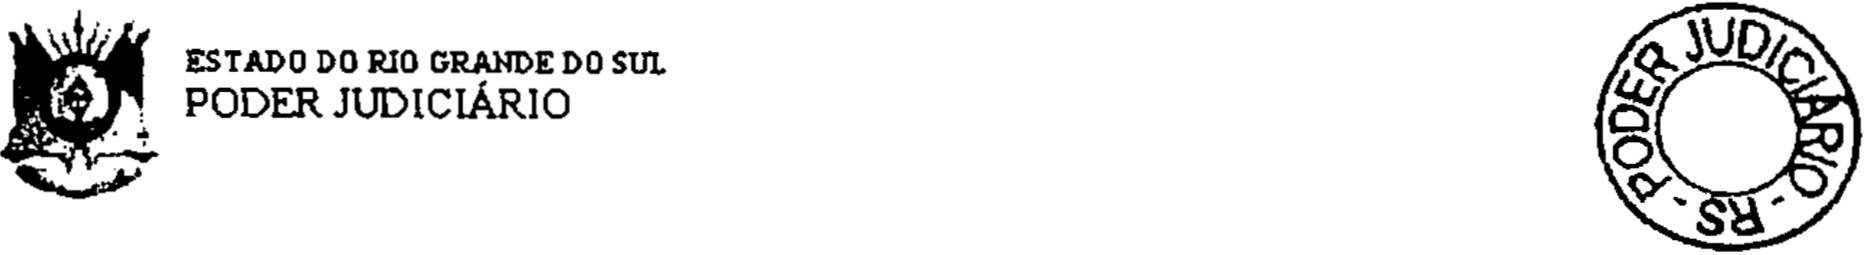 ESTADO DO RIO GRANDE DO SUL
PODER JUDICIÁRIO
PODER JUDICIÁRIO - RS -